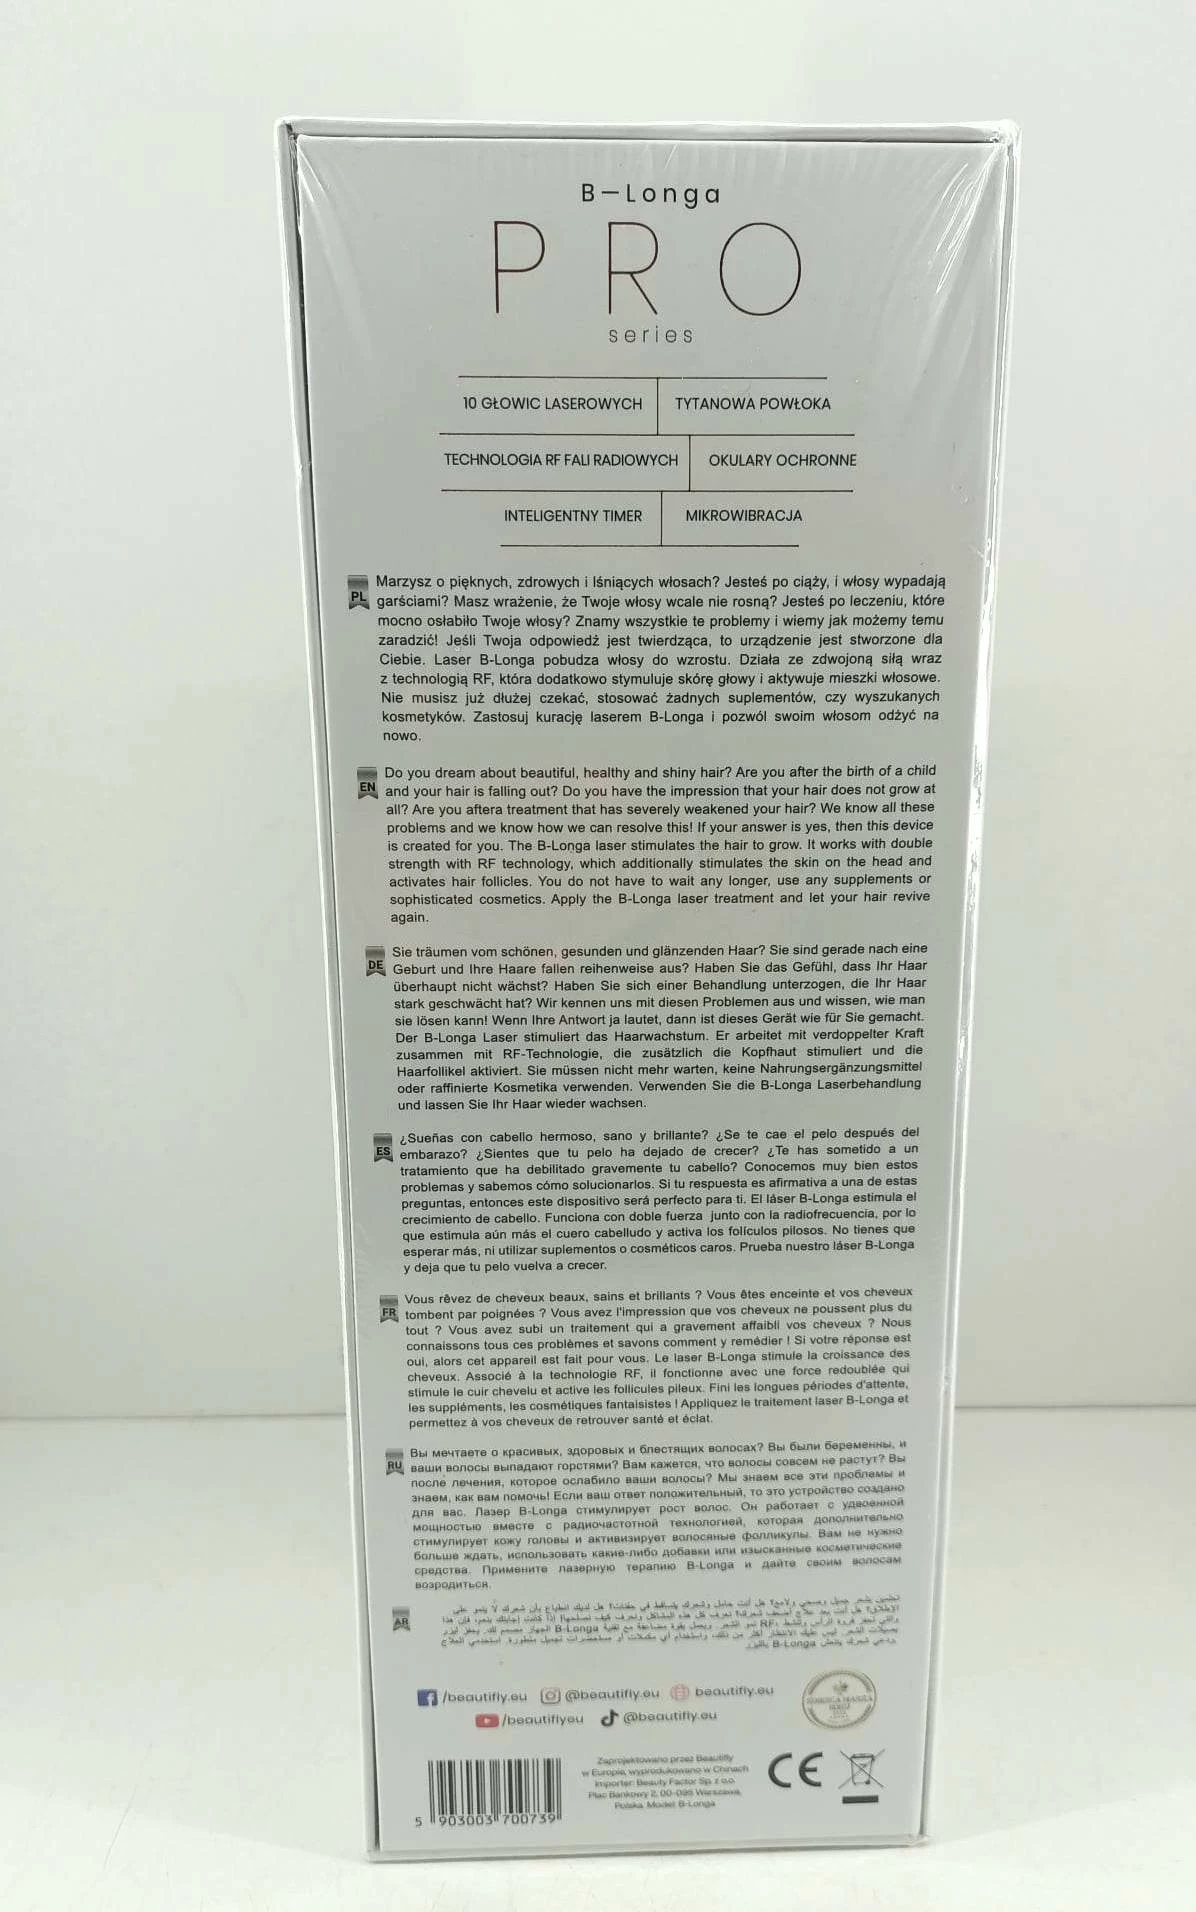 B–Longa
PRO
series
10 GŁOWIC LASEROWYCH
TYTANOWA POWŁOKA
TECHNOLOGIA RF FALI RADIOWYCH
OKULARY OCHRONNE
INTELIGENTNY TIMER
MIKROWIBRACJA
PL
Marzysz o pięknych, zdrowych i lśniących włosach? Jesteś po ciąży, i włosy wypadają
garściami? Masz wrażenie, że Twoje włosy wcale nie rosną? Jesteś po leczeniu, które
mocno osłabiło Twoje włosy? Znamy wszystkie te problemy i wiemy jak możemy temu
zaradzić! Jeśli Twoja odpowiedź jest twierdząca, to urządzenie jest stworzone dla
Ciebie. Laser B-Longa pobudza włosy do wzrostu. Działa ze zdwojoną siłą wraz
z technologią RF, która dodatkowo stymuluje skórę głowy i aktywuje mieszki włosowe.
Nie musisz już dłużej czekać, stosować żadnych suplementów, czy wyszukanych
kosmetyków. Zastosuj kurację laserem B-Longa i pozwól swoim włosom odżyć na
nowo.
EN
Do you dream about beautiful, healthy and shiny hair? Are you after the birth of a child
and your hair is falling out? Do you have the impression that your hair does not grow at
all? Are you aftera treatment that has severely weakened your hair? We know all these
problems and we know how we can resolve this! If your answer is yes, then this device
is created for you. The B-Longa laser stimulates the hair to grow. It works with double
strength with RF technology, which additionally stimulates the skin on the head and
activates hair follicles. You do not have to wait any longer, use any supplements or
sophisticated cosmetics. Apply the B-Longa laser treatment and let your hair revive
again.
DE
Sie träumen vom schönen, gesunden und glänzenden Haar? Sie sind gerade nach eine
Geburt und Ihre Haare fallen reihenweise aus? Haben Sie das Gefühl, dass Ihr Haar
überhaupt nicht wächst? Haben Sie sich einer Behandlung unterzogen, die Ihr Haar
stark geschwächt hat? Wir kennen uns mit diesen Problemen aus und wissen, wie man
sie lösen kann! Wenn Ihre Antwort ja lautet, dann ist dieses Gerät wie für Sie gemacht.
Der B-Longa Laser stimuliert das Haarwachstum. Er arbeitet mit verdoppelter Kraft
zusammen mit RF-Technologie, die zusätzlich die Kopfhaut stimuliert und die
Haarfollikel aktiviert. Sie müssen nicht mehr warten, keine Nahrungsergänzungsmittel
oder raffinierte Kosmetika verwenden. Verwenden Sie die B-Longa Laserbehandlung
und lassen Sie Ihr Haar wieder wachsen.
ES
¿Sueñas con cabello hermoso, sano y brillante? ¿Se te cae el pelo después del
embarazo? ¿Sientes que tu pelo ha dejado de crecer? ¿Te has sometido a un
tratamiento que ha debilitado gravemente tu cabello? Conocemos muy bien estos
problemas y sabemos cómo solucionarlos. Si tu respuesta es afirmativa a una de estas
preguntas, entonces este dispositivo será perfecto para ti. El láser B-Longa estimula el
crecimiento de cabello. Funciona con doble fuerza junto con la radiofrecuencia, por lo
que estimula aún más el cuero cabelludo y activa los folículos pilosos. No tienes que
esperar más, ni utilizar suplementos o cosméticos caros. Prueba nuestro láser B-Longa
y deja que tu pelo vuelva a crecer.
FR
Vous rêvez de cheveux beaux, sains et brillants ? Vous êtes enceinte et vos cheveux
tombent par poignées ? Vous avez l'impression que vos cheveux ne poussent plus du
tout ? Vous avez subi un traitement qui a gravement affaibli vos cheveux ? Nous
connaissons tous ces problèmes et savons comment y remédier ! Si votre réponse est
oui, alors cet appareil est fait pour vous. Le laser B-Longa stimule la croissance des
cheveux. Associé à la technologie RF, il fonctionne avec une force redoublée qui
stimule le cuir chevelu et active les follicules pileux. Fini les longues périodes d'attente,
les suppléments, les cosmétiques fantaisistes ! Appliquez le traitement laser B-Longa et
permettez à vos cheveux de retrouver santé et éclat.
RU
Вы мечтаете о красивых, здоровых и блестящих волосах? Вы были беременны, и
ваши волосы выпадают горстями? Вам кажется, что волосы совсем не растут? Вы
после лечения, которое ослабило ваши волосы? Мы знаем все эти проблемы и
знаем, как вам помочь! Если ваш ответ положительный, то это устройство создано
для вас. Лазер B-Longa стимулирует рост волос. Он работает с удвоенной
мощностью вместе с радиочастотной технологией, которая дополнительно
стимулирует кожу головы и активизирует волосяные фолликулы. Вам не нужно
больше ждать, использовать какие-либо добавки или изысканные косметические
средства. Примените лазерную терапию B-Longa и дайте своим волосам
возродиться.
AR
/beautifly.eu @beautifly.eu beautifly.eu
/beautiflyeu @beautifly.eu
Zaprojektowano przez Beautifly
w Europie, wyprodukowano w Chinach
Importer: Beauty Factor Sp. z o.o.
Plac Bankowy 2, 00-095 Warszawa,
Polska. Model: B-Longa
CE
5 903003 700739